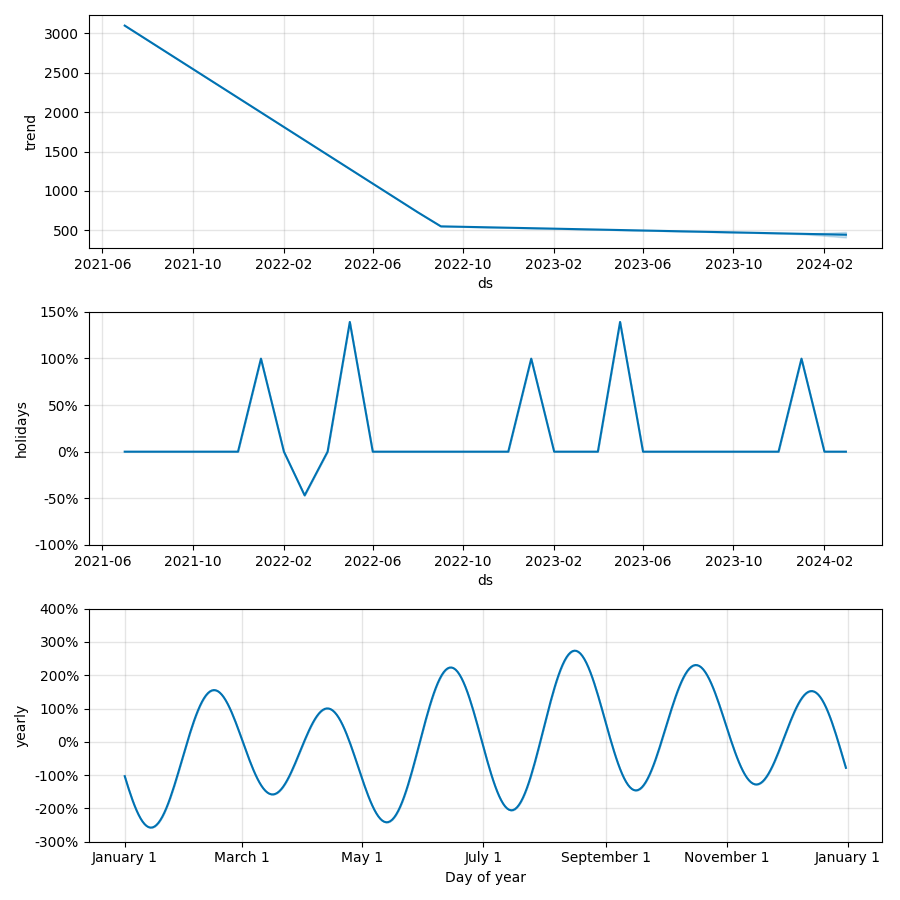 3000
2500
2000
1500
1000
500
trend
2021-06 2021-10 2022-02 2022-06 2022-10 2023-02 2023-06 2023-10 2024-02
ds
150%
100%
50%
0%
-50%
-100%
holidays
2021-06 2021-10 2022-02 2022-06 2022-10 2023-02 2023-06 2023-10 2024-02
ds
400%
300%
200%
100%
0%
-100%
-200%
-300%
yearly
January 1 March 1 May 1 July 1 September 1 November 1 January 1
Day of year